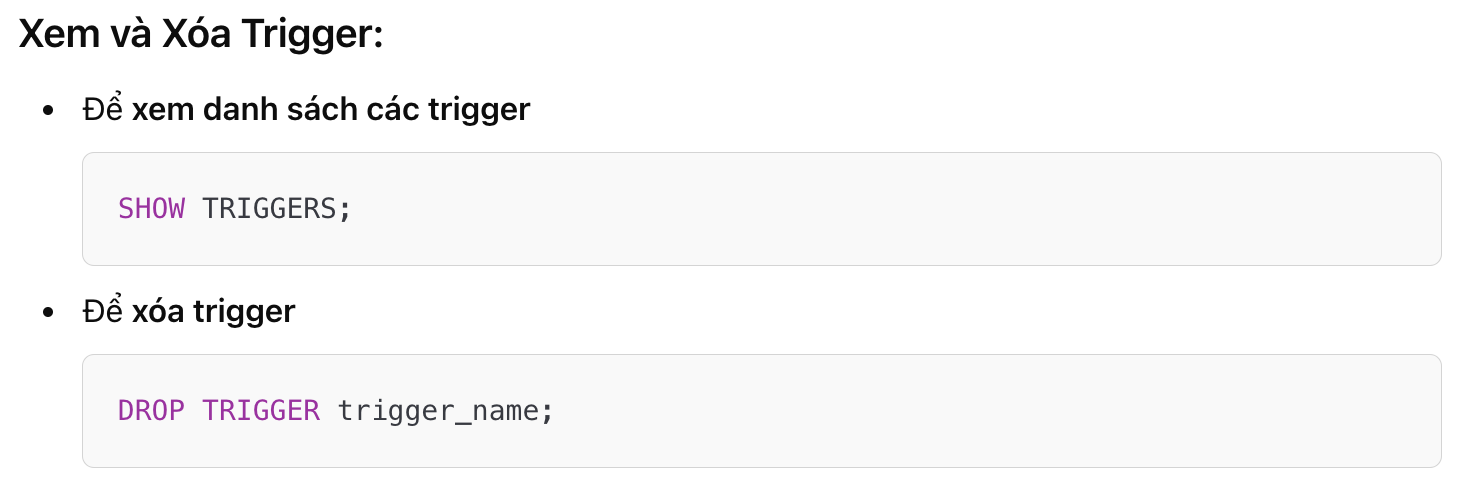 Xem và Xóa Trigger:
Để xem danh sách các trigger
SHOW TRIGGERS;
Để xóa trigger
DROP TRIGGER trigger_name;